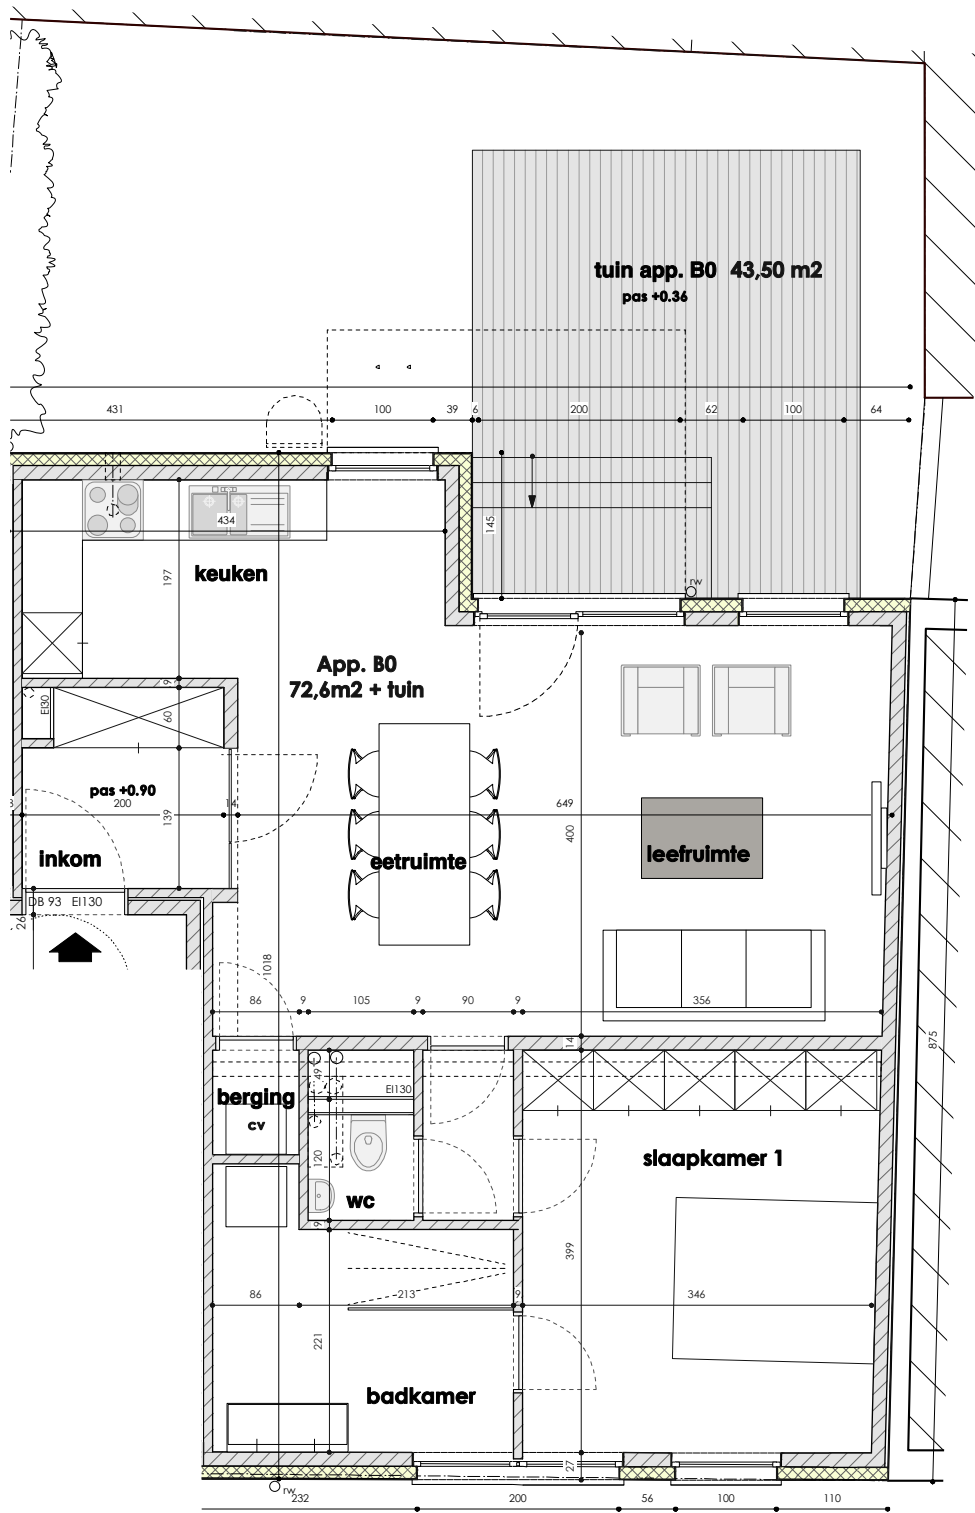 tuin app. B0 43,50 m2
pas +0.36
431
100
39
6
200
62
100
64
434
145
rw
keuken
197
App. B0
72,6m2 + tuin
9
EI30
60
pas +0.90
200
14
139
649
400
inkom
eetruimte
leefruimte
DB 93 EI130
26
1018
86
9
105
9
90
9
356
14
875
49
EI130
berging
cv
120
slaapkamer 1
wc
9
399
86
213
9
346
221
badkamer
27
rw
232
200
56
100
110